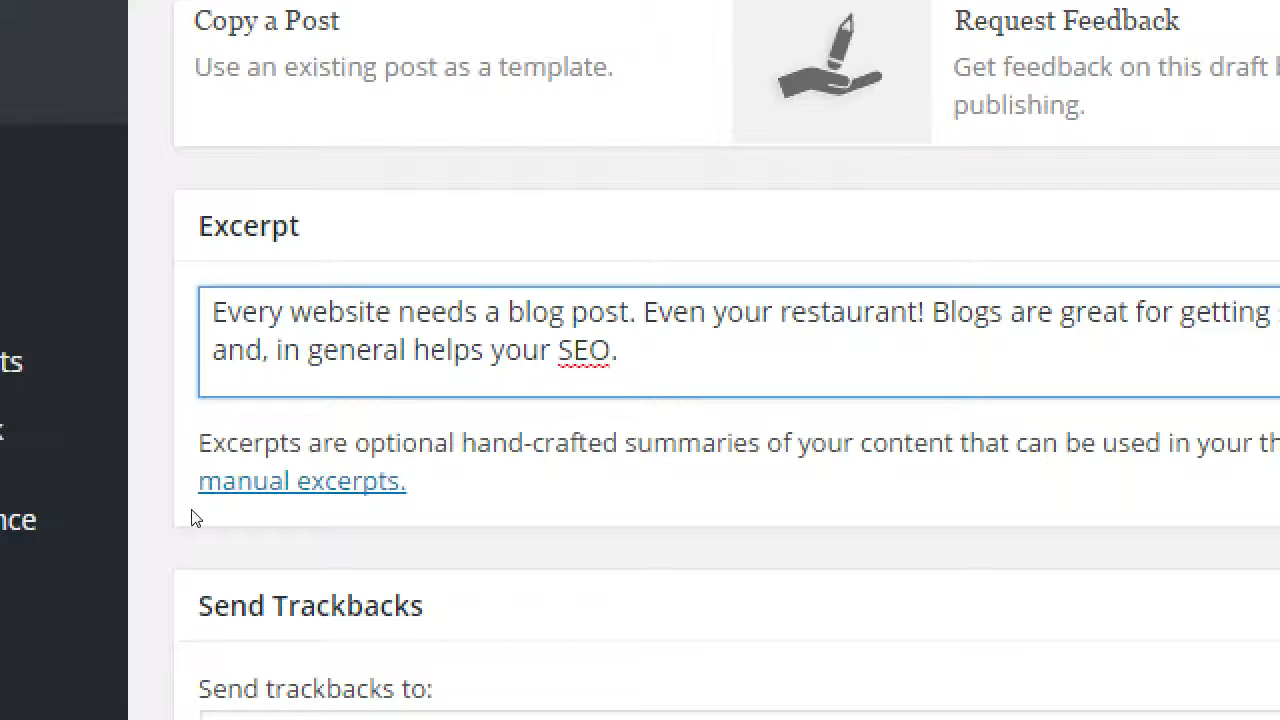 Copy a Post
Use an existing post as a template.
Request Feedback
Get feedback on this draft
publishing.
Excerpt
Every website needs a blog post. Even your restaurant! Blogs are great for getting
and, in general helps your SEO.
Excerpts are optional hand-crafted summaries of your content that can be used in your
manual excerpts.
Send Trackbacks
Send trackbacks to:
ts
nce